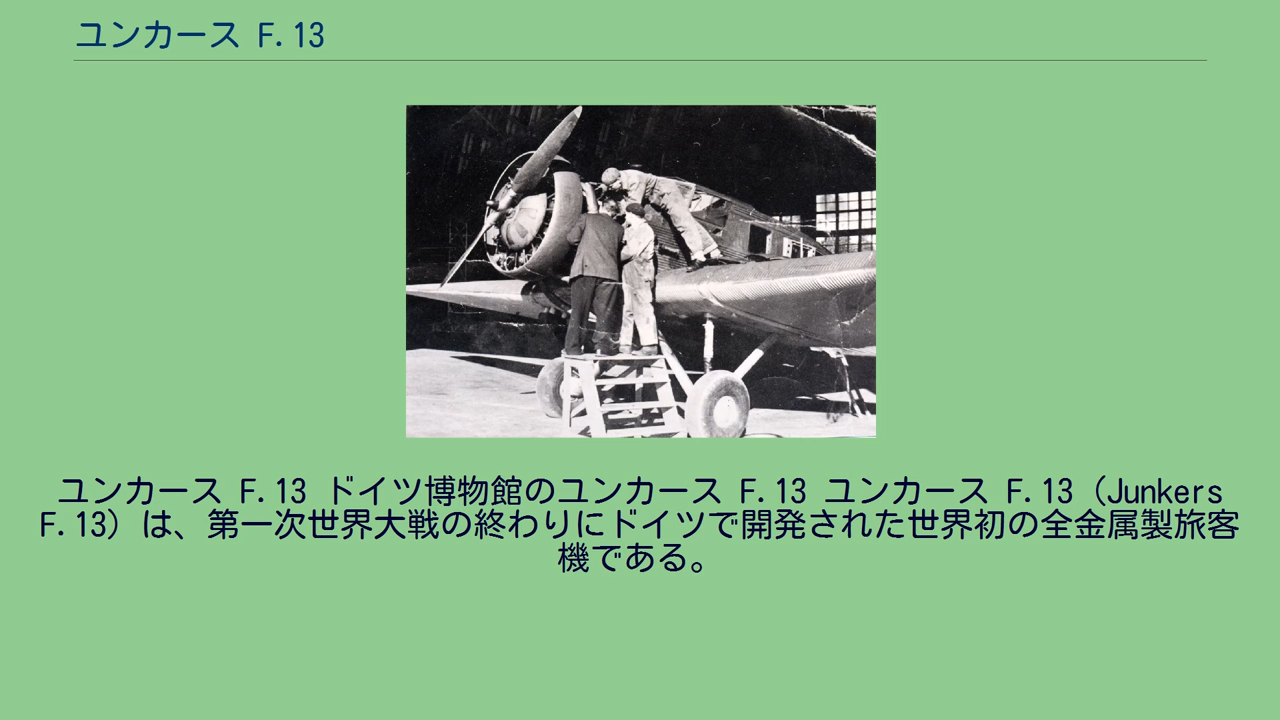 ユンカース F.13
ユンカース F.13 ドイツ博物館のユンカース F.13 ユンカース F.13（Junkers
F.13）は、第一次世界大戦の終わりにドイツで開発された世界初の全金属製旅客
機である。